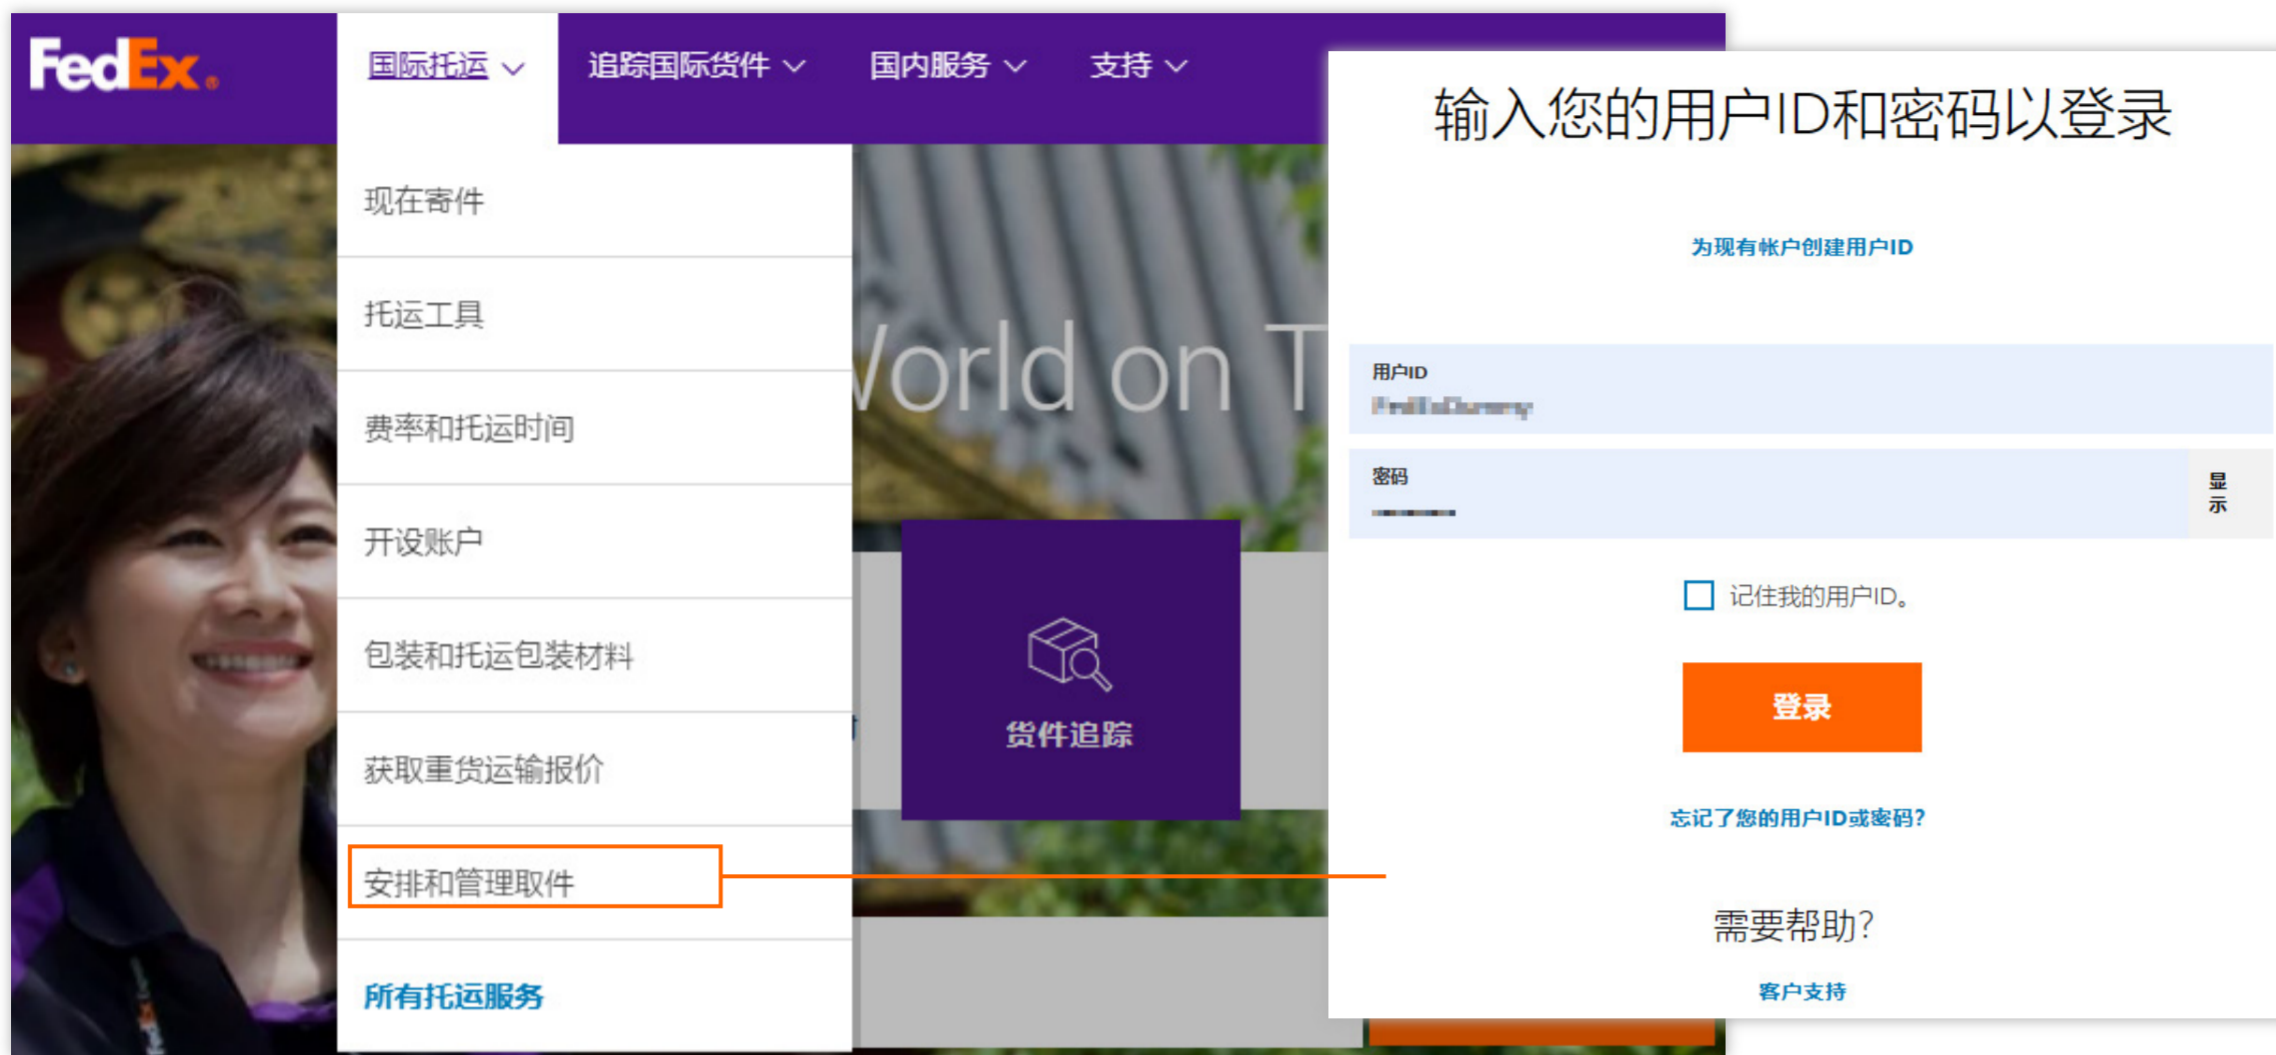 FedEx®
国际托运
追踪国际货件
国内服务
支持
现在寄件
托运工具
费率和托运时间
开设账户
包装和托运包装材料
获取重货运输报价
安排和管理取件
所有托运服务
on
货件追踪
输入您的用户ID和密码以登录
为现有帐户创建用户ID
用户ID
密码
显示
记住我的用户ID。
登录
忘记了您的用户ID或密码?
需要帮助?
客户支持